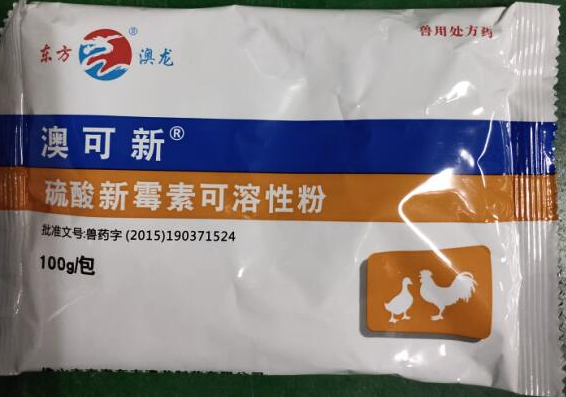 东方 ® 澳龙
兽用处方药
澳可新®
硫酸新霉素可溶性粉
批准文号:兽药字 (2015)190371524
100g/包